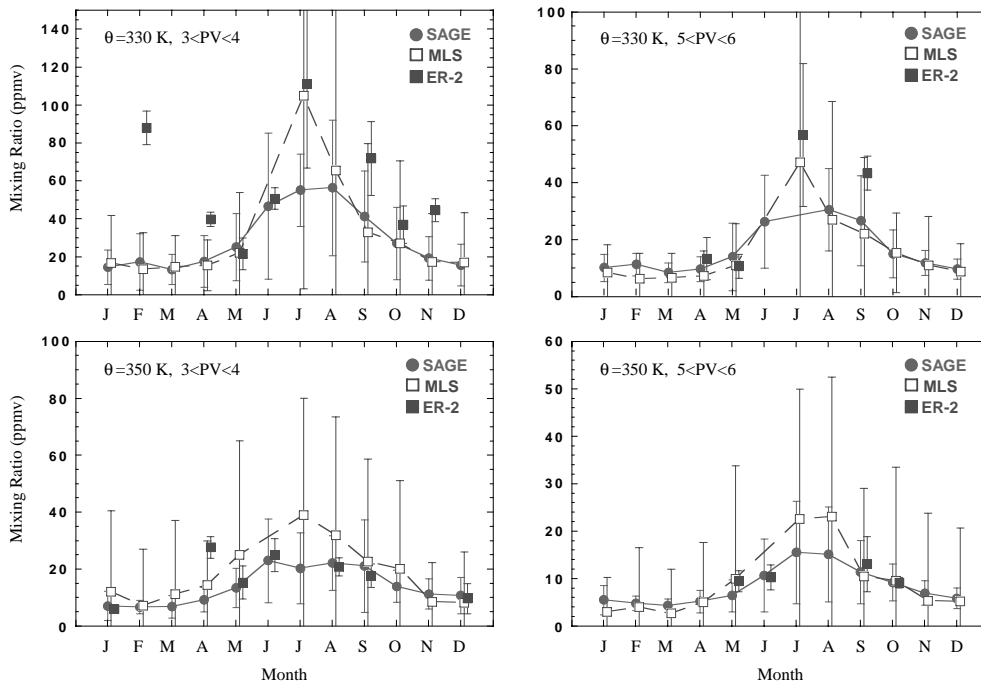 θ=330 K, 3<PV<4
SAGE
MLS
ER-2
Mixing Ratio (ppmv)
140
120
100
80
60
40
20
0
J F M A M J J A S O N D
θ=330 K, 5<PV<6
SAGE
MLS
ER-2
100
80
60
40
20
0
J F M A M J J A S O N D
θ=350 K, 3<PV<4
SAGE
MLS
ER-2
Mixing Ratio (ppmv)
100
80
60
40
20
0
J F M A M J J A S O N D
Month
θ=350 K, 5<PV<6
SAGE
MLS
ER-2
60
50
40
30
20
10
0
J F M A M J J A S O N D
Month